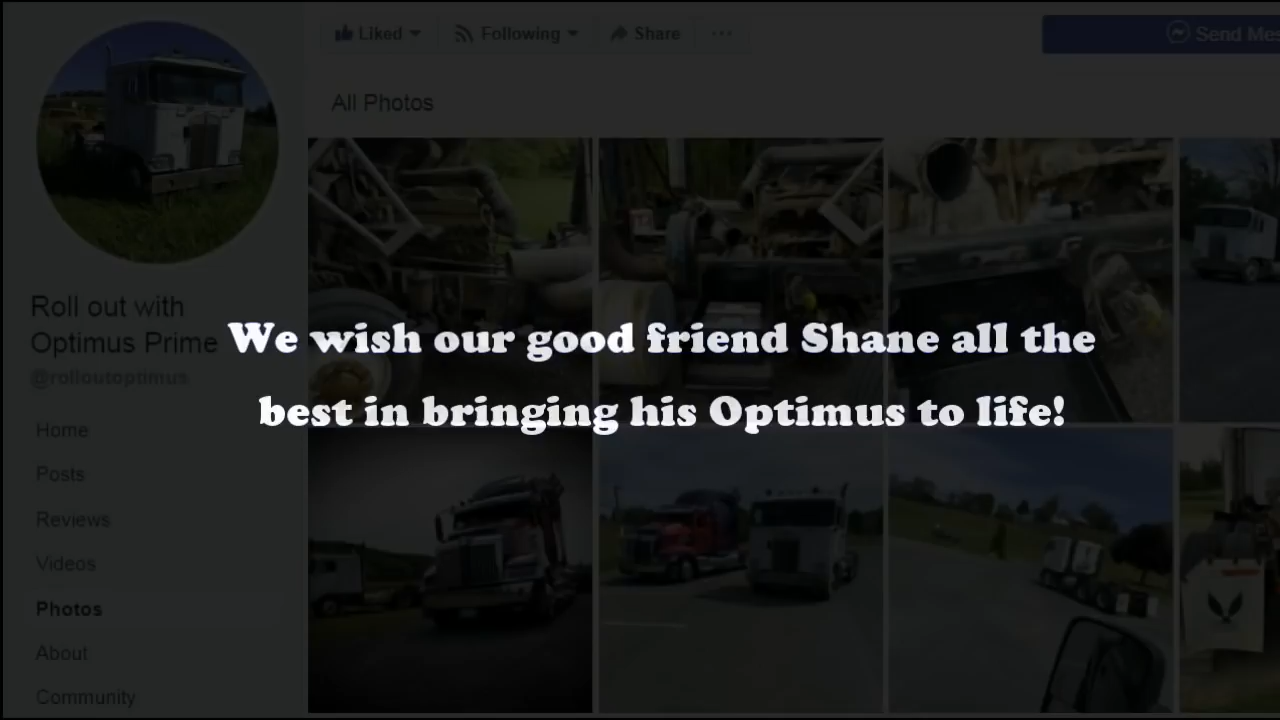 Liked
Following
Share
Send Mes
All Photos
Roll out with
Optimus Prime
@rolloutoptimus
We wish our good friend Shane all the
best in bringing his Optimus to life!
Home
Posts
Reviews
Videos
Photos
About
Community